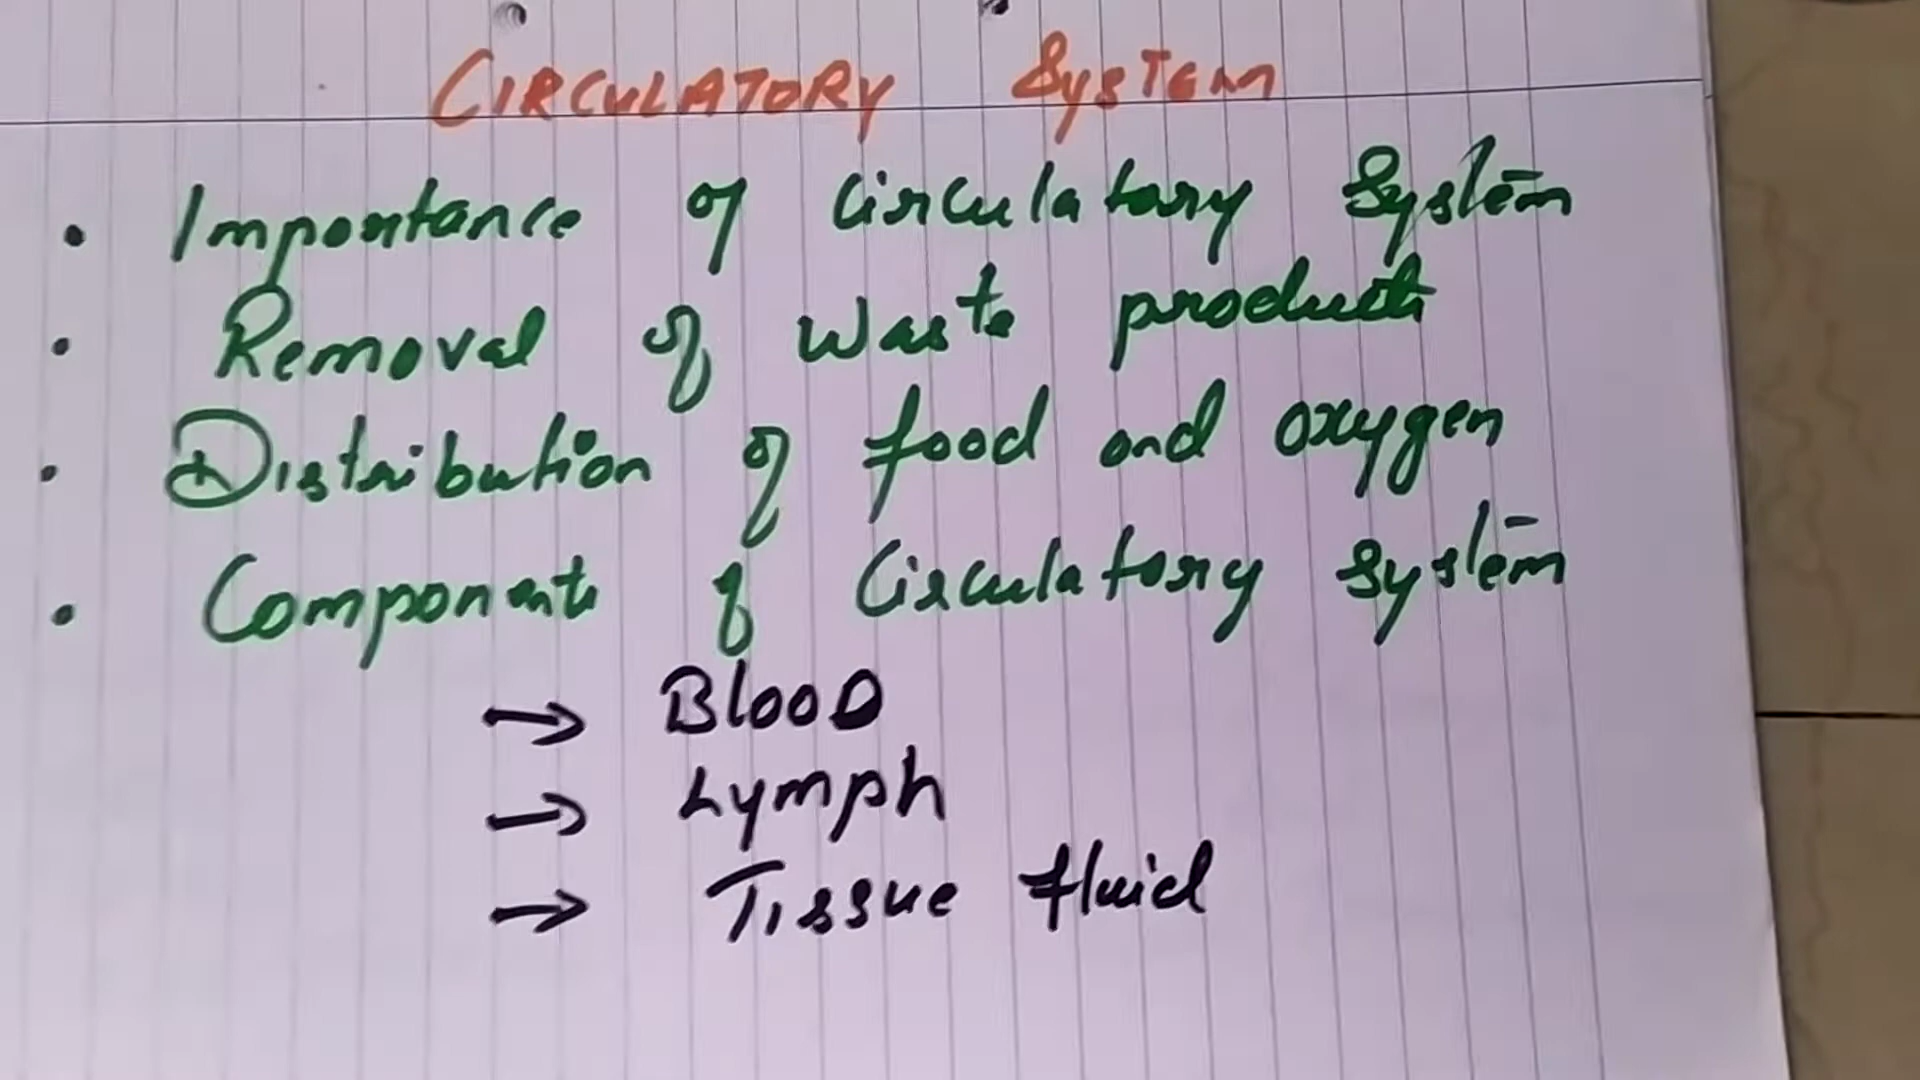 CIRCULATORY SYSTEM
• Importance of Circulatory System
• Removal of waste products
• Distribution of food and oxygen
• Components of Circulatory System
→ BlooD
→ Lymph
→ Tissue fluid